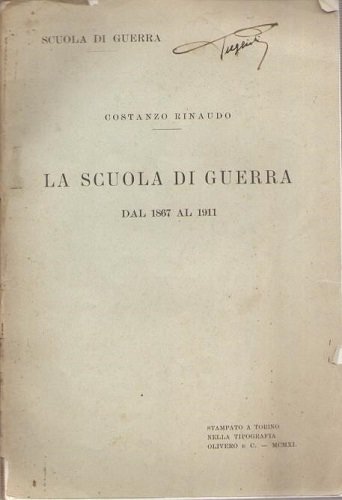 SCUOLA DI GUERRA
COSTANZO RINAUDO
LA SCUOLA DI GUERRA
DAL 1867 AL 1911
STAMPATO A TORINO
NELLA TIPOGRAFIA
OLIVERO E C. — MCMXI.